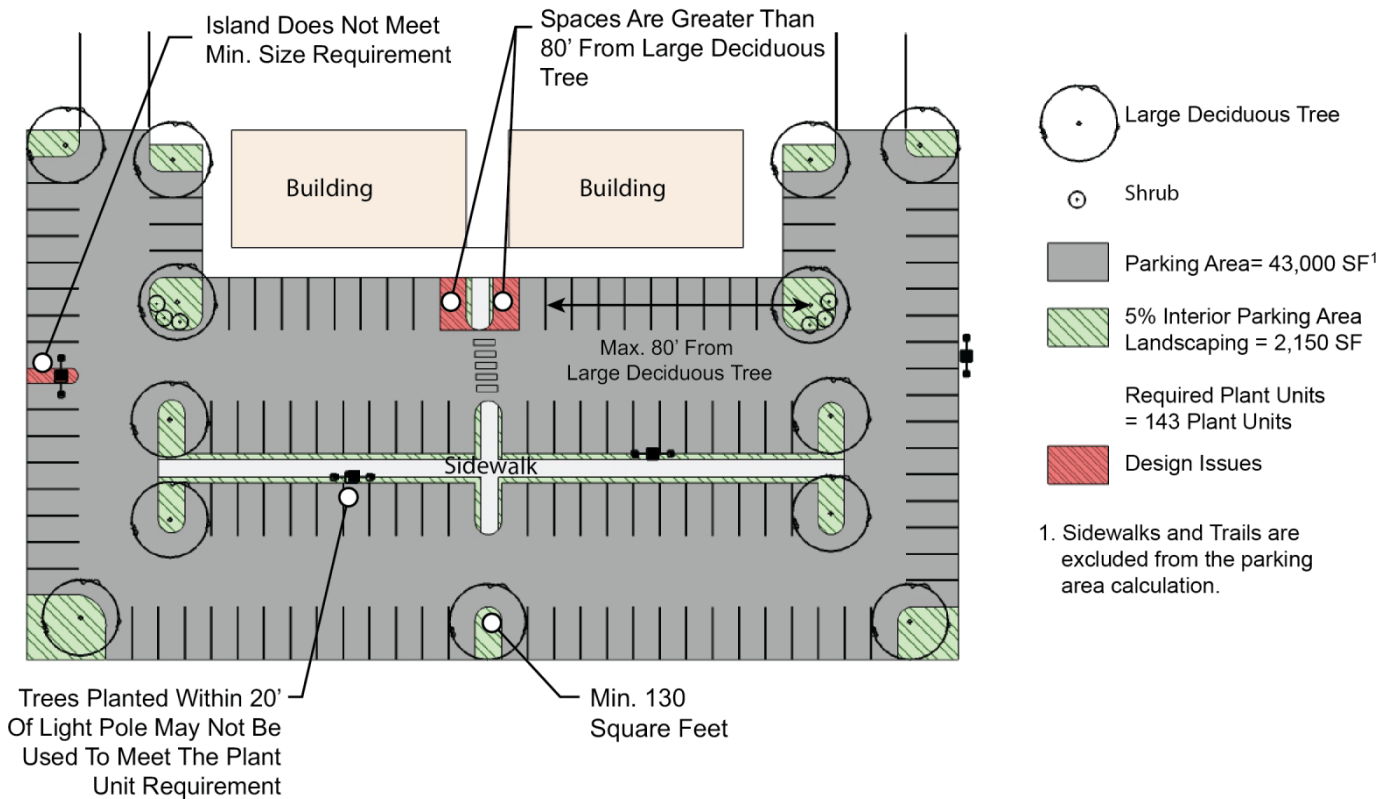 Island Does Not Meet
Min. Size Requirement
Spaces Are Greater Than
80’ From Large Deciduous
Tree
Building
Building
Max. 80’ From
Large Deciduous Tree
Sidewalk
Trees Planted Within 20’
Of Light Pole May Not Be
Used To Meet The Plant
Unit Requirement
Min. 130
Square Feet
Large Deciduous Tree
Shrub
Parking Area= 43,000 SF¹
5% Interior Parking Area
Landscaping = 2,150 SF
Required Plant Units
= 143 Plant Units
Design Issues
1. Sidewalks and Trails are
excluded from the parking
area calculation.